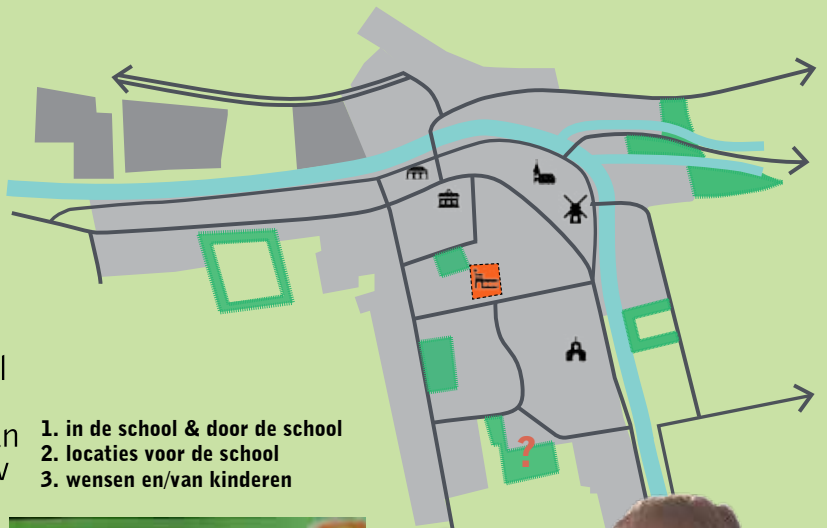 1. in de school & door de school
2. locaties voor de school
3. wensen en/van kinderen
?